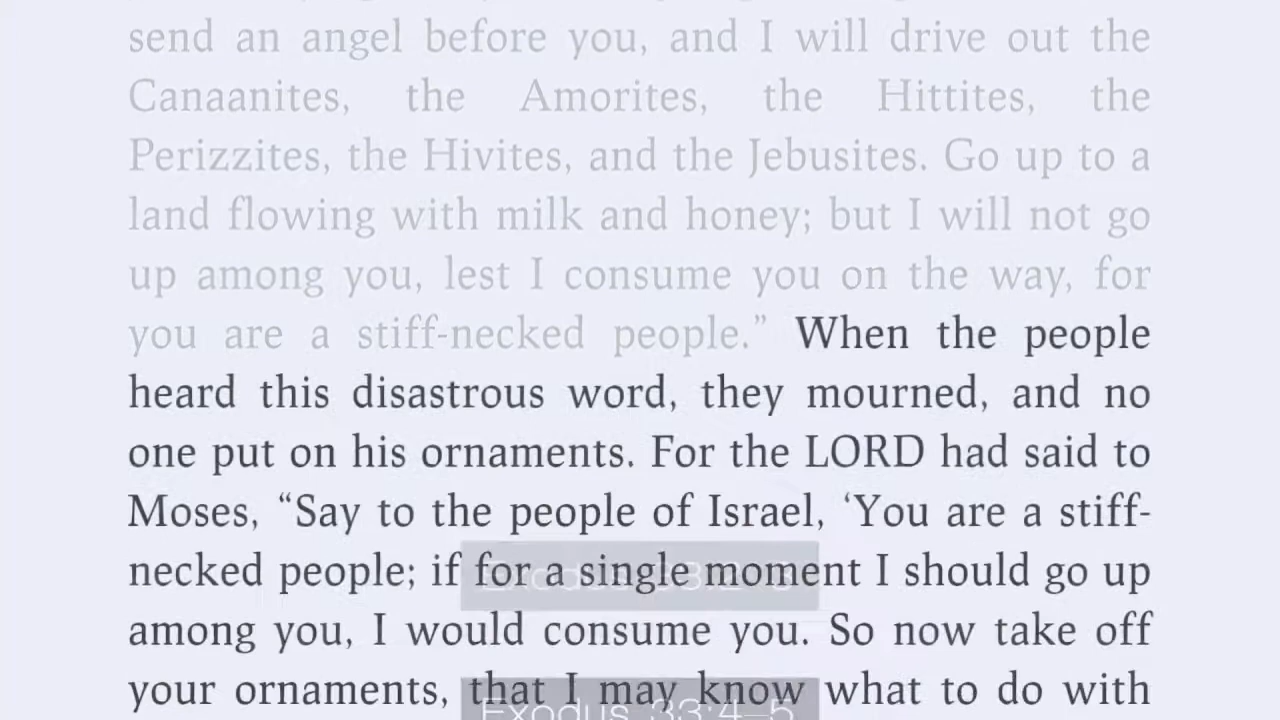 send an angel before you, and I will drive out the
Canaanites, the Amorites, the Hittites, the
Perizzites, the Hivites, and the Jebusites. Go up to a
land flowing with milk and honey; but I will not go
up among you, lest I consume you on the way, for
you are a stiff-necked people.” When the people
heard this disastrous word, they mourned, and no
one put on his ornaments. For the LORD had said to
Moses, “Say to the people of Israel, ‘You are a stiff-
necked people; if for a single moment I should go up
among you, I would consume you. So now take off
your ornaments, that I may know what to do with
Exodus 33:4–5